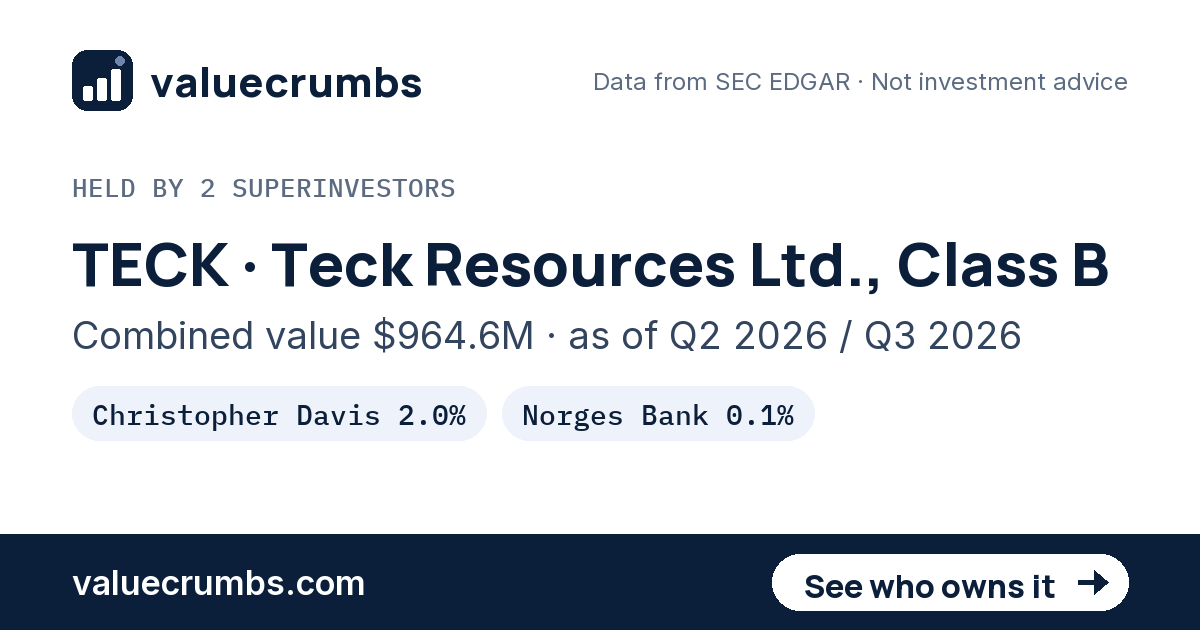 valuecrumbs
Data from SEC EDGAR · Not investment advice
HELD BY 2 SUPERINVESTORS
TECK · Teck Resources Ltd., Class B
Combined value $964.6M · as of Q2 2026 / Q3 2026
Christopher Davis 2.0%
Norges Bank 0.1%
valuecrumbs.com
See who owns it →